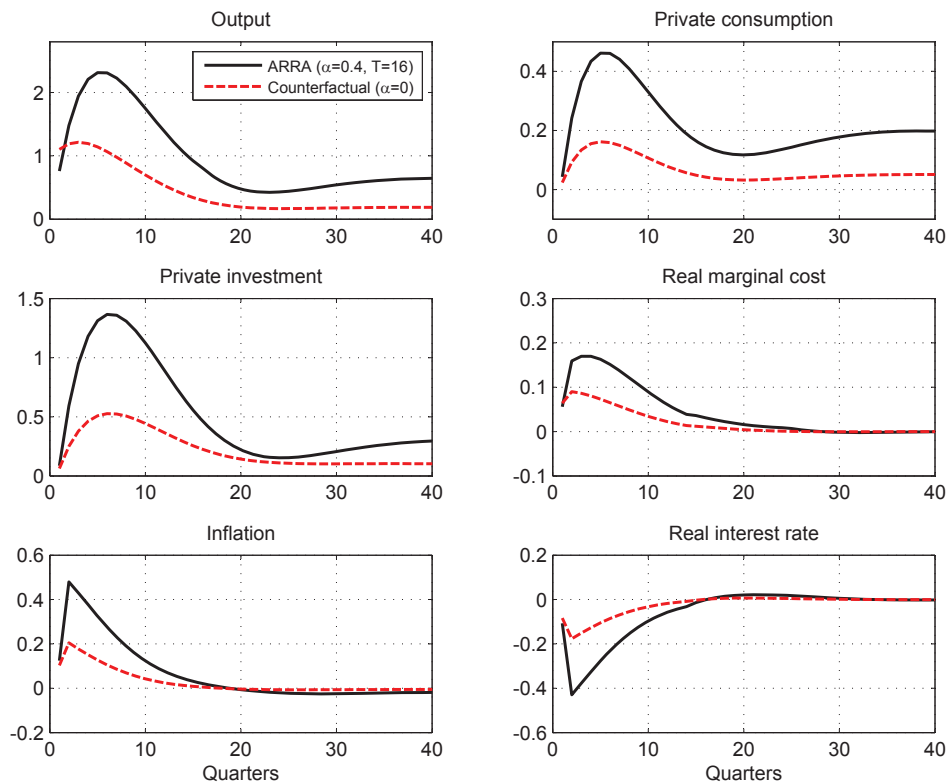 Output
Private consumption
ARRA (α=0.4, T=16)
Counterfactual (α=0)
2
1
0
0 10 20 30 40
0.4
0.2
0
0 10 20 30 40
Private investment
Real marginal cost
1.5
1
0.5
0
0 10 20 30 40
0.3
0.2
0.1
0
-0.1
0 10 20 30 40
Inflation
Real interest rate
0.6
0.4
0.2
0
-0.2
0 10 20 30 40
Quarters
0.2
0
-0.2
-0.4
-0.6
0 10 20 30 40
Quarters